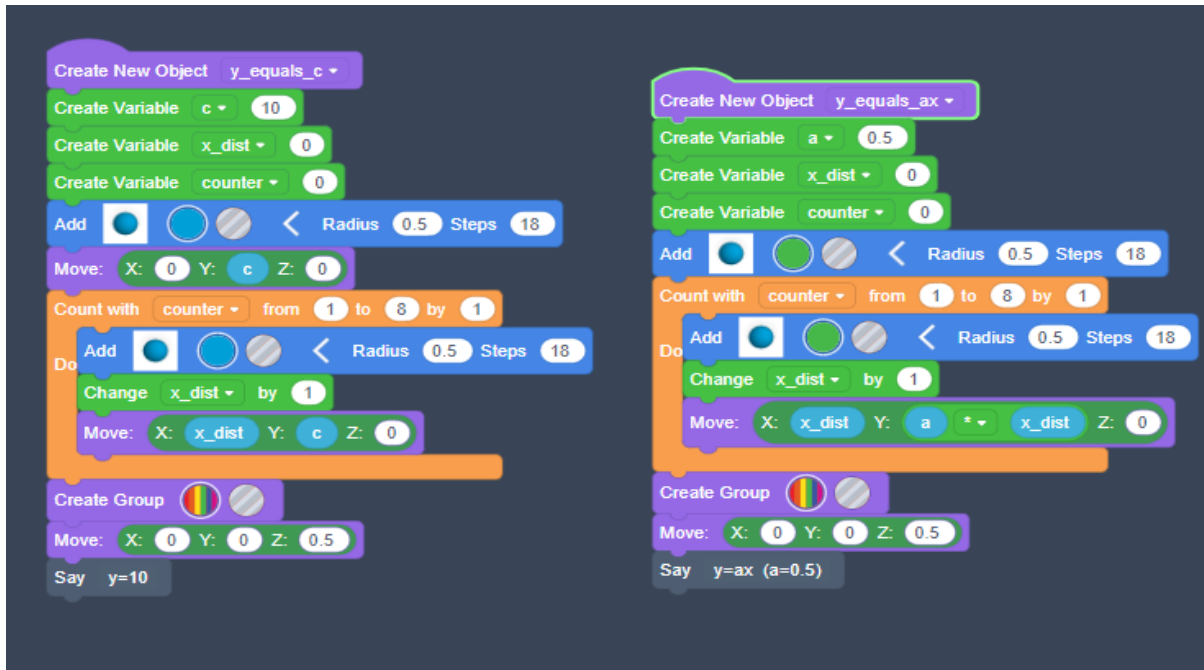 Create New Object y_equals_c
Create Variable c 10
Create Variable x_dist 0
Create Variable counter 0
Add Radius 0.5 Steps 18
Move: X: 0 Y: c Z: 0
Count with counter from 1 to 8 by 1
Do
Add Radius 0.5 Steps 18
Change x_dist by 1
Move: X: x_dist Y: c Z: 0
Create Group
Move: X: 0 Y: 0 Z: 0.5
Say y=10
Create New Object y_equals_ax
Create Variable a 0.5
Create Variable x_dist 0
Create Variable counter 0
Add Radius 0.5 Steps 18
Count with counter from 1 to 8 by 1
Do
Add Radius 0.5 Steps 18
Change x_dist by 1
Move: X: x_dist Y: a * x_dist Z: 0
Create Group
Move: X: 0 Y: 0 Z: 0.5
Say y=ax (a=0.5)